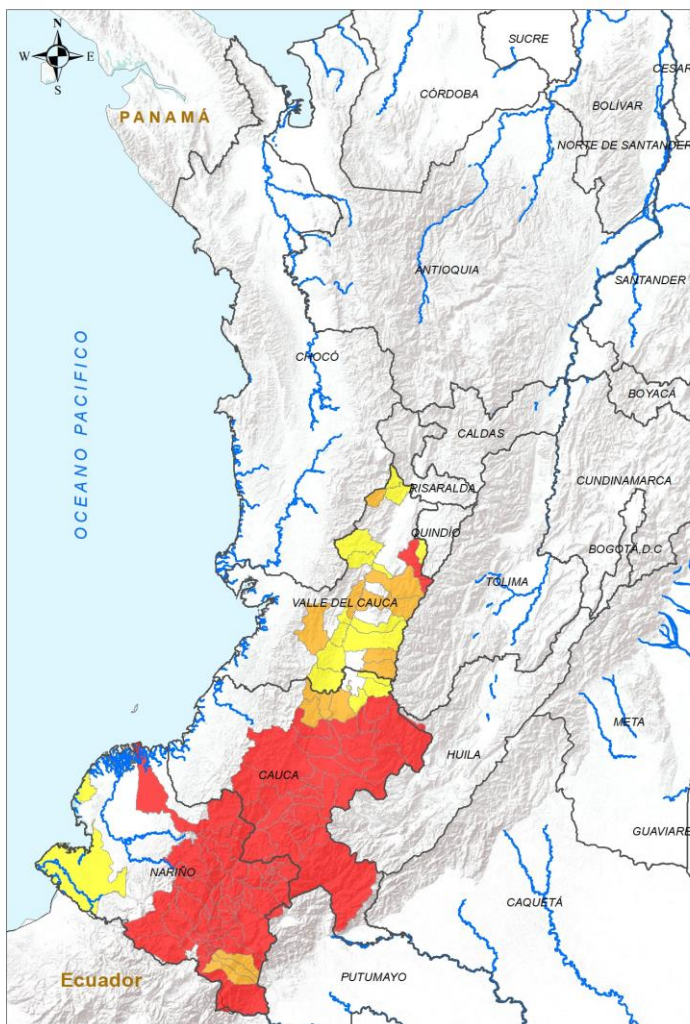 N
W
E
S
SUCRE
CESAR
CÓRDOBA
BOLÍVAR
PANAMÁ
NORTE DE SANTANDER
ANTIOQUIA
SANTANDER
OCEANO PACIFICO
CHOCÓ
BOYACÁ
CALDAS
CUNDINAMARCA
RISARALDA
QUINDÍO
BOGOTÁ,D.C
TOLIMA
VALLE DEL CAUCA
META
HUILA
CAUCA
GUAVIARE
NARIÑO
CAQUETÁ
Ecuador
PUTUMAYO